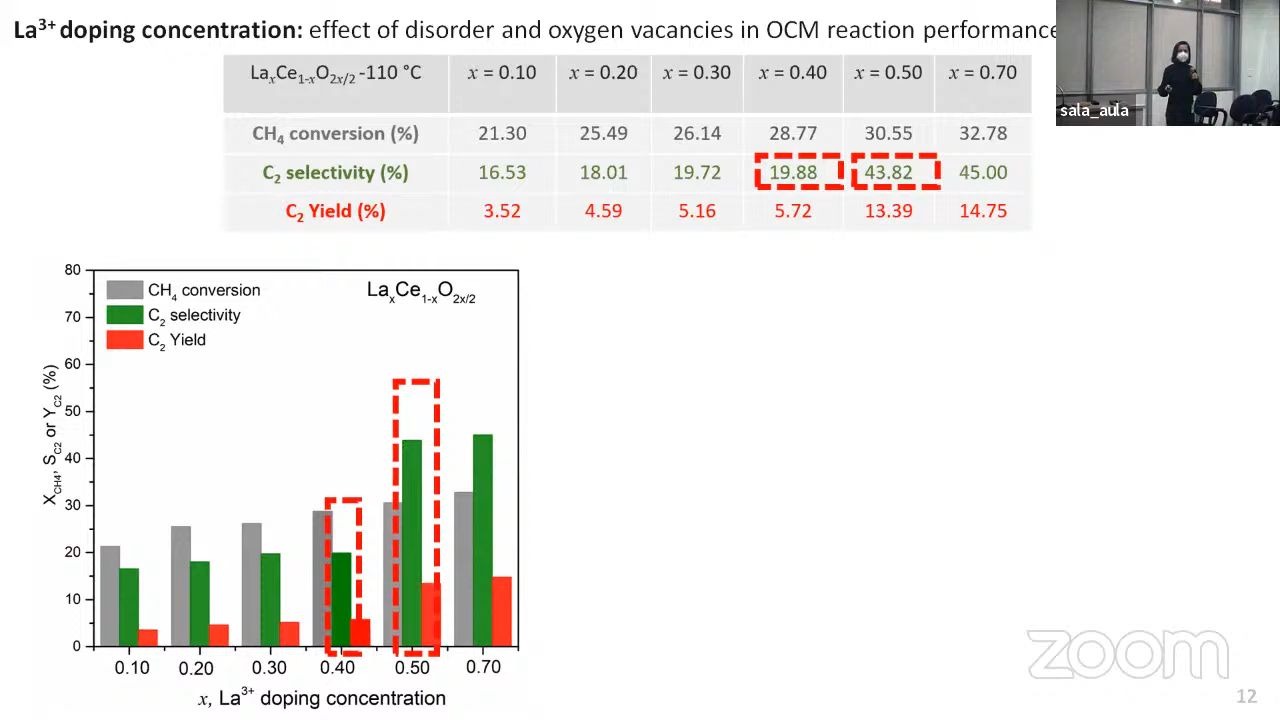 La³⁺ doping concentration: effect of disorder and oxygen vacancies in OCM reaction performance
sala_aula
LaₓCe₁₋ₓO₂ₓ/₂ -110 °C x = 0.10 x = 0.20 x = 0.30 x = 0.40 x = 0.50 x = 0.70
CH₄ conversion (%) 21.30 25.49 26.14 28.77 30.55 32.78
C₂ selectivity (%) 16.53 18.01 19.72 19.88 43.82 45.00
C₂ Yield (%) 3.52 4.59 5.16 5.72 13.39 14.75
CH₄ conversion
C₂ selectivity
C₂ Yield
LaₓCe₁₋ₓO₂ₓ/₂
X_CH4, S_C2 or Y_C2 (%)
80
70
60
50
40
30
20
10
0
0.10 0.20 0.30 0.40 0.50 0.70
x, La³⁺ doping concentration
zoom
12